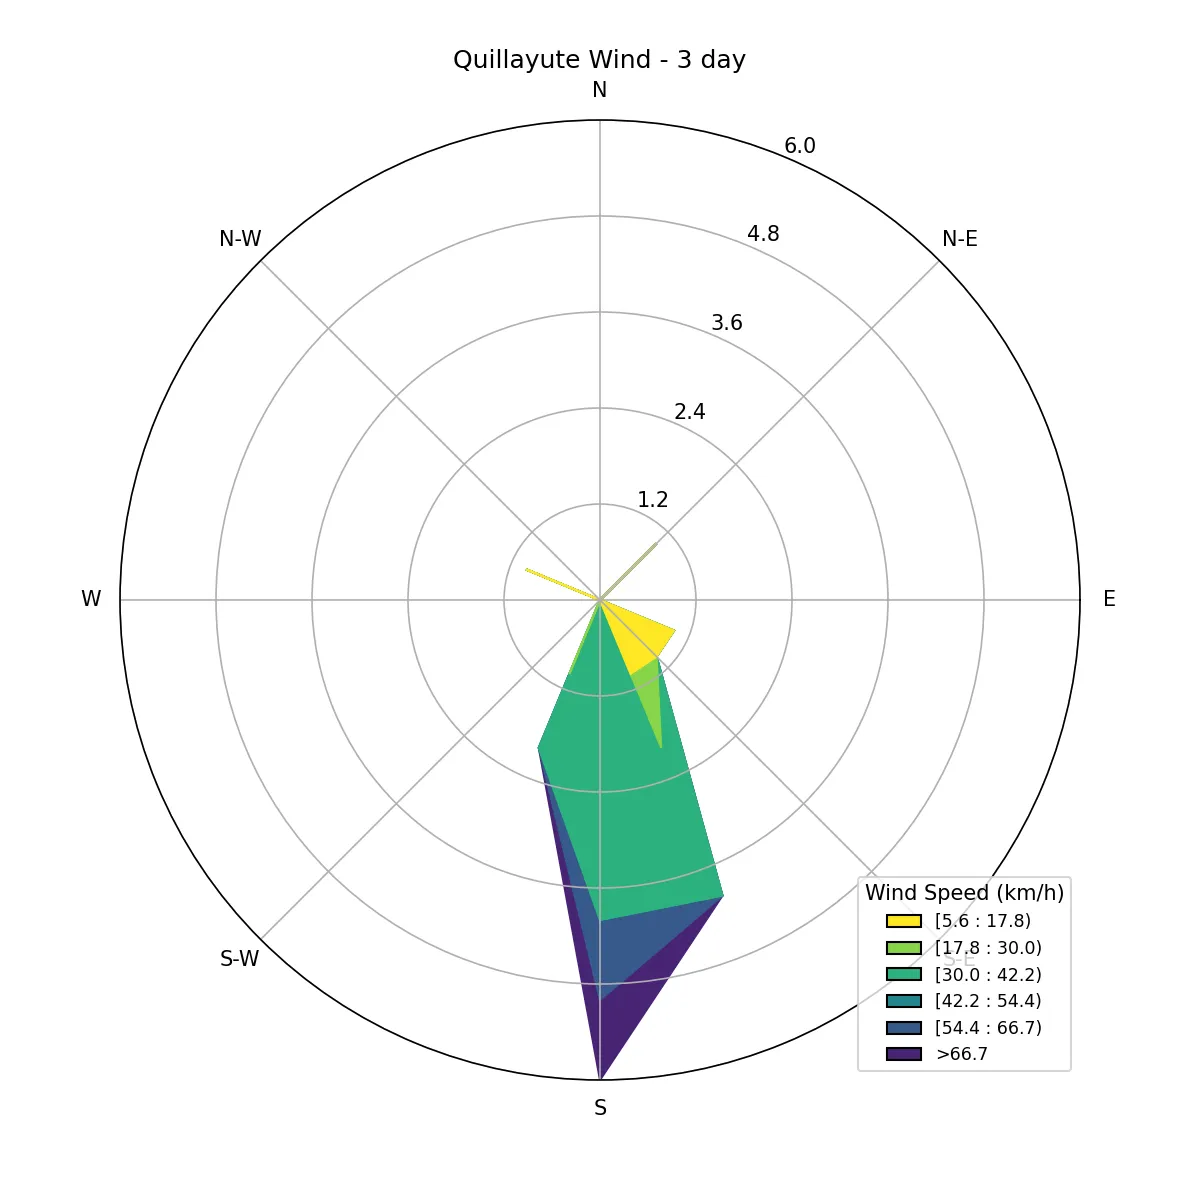 Quillayute Wind - 3 day
N
6.0
N-W
4.8
N-E
3.6
2.4
1.2
W
E
S-W
S-E
S
Wind Speed (km/h)
[5.6 : 17.8)
[17.8 : 30.0)
[30.0 : 42.2)
[42.2 : 54.4)
[54.4 : 66.7)
>66.7